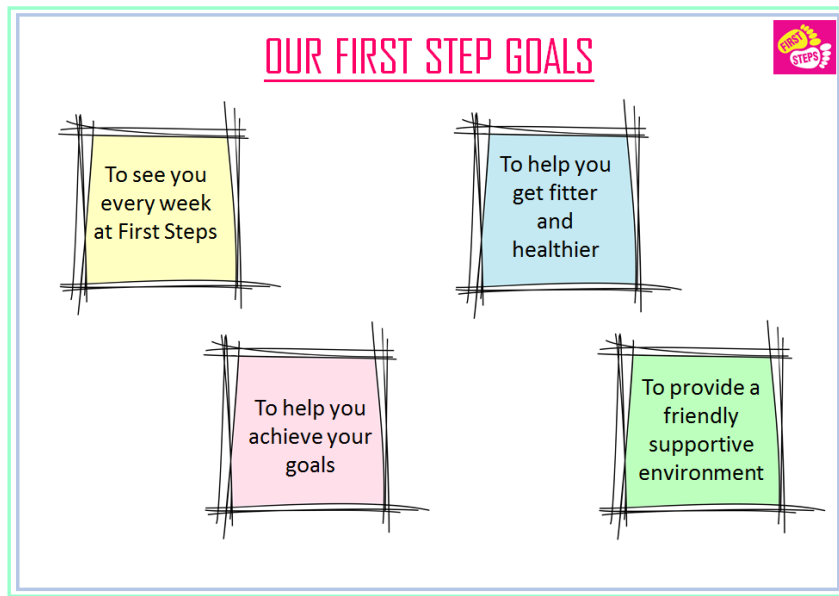 OUR FIRST STEP GOALS
FIRST
STEPS
To see you
every week
at First Steps
To help you
get fitter
and
healthier
To help you
achieve your
goals
To provide a
friendly
supportive
environment